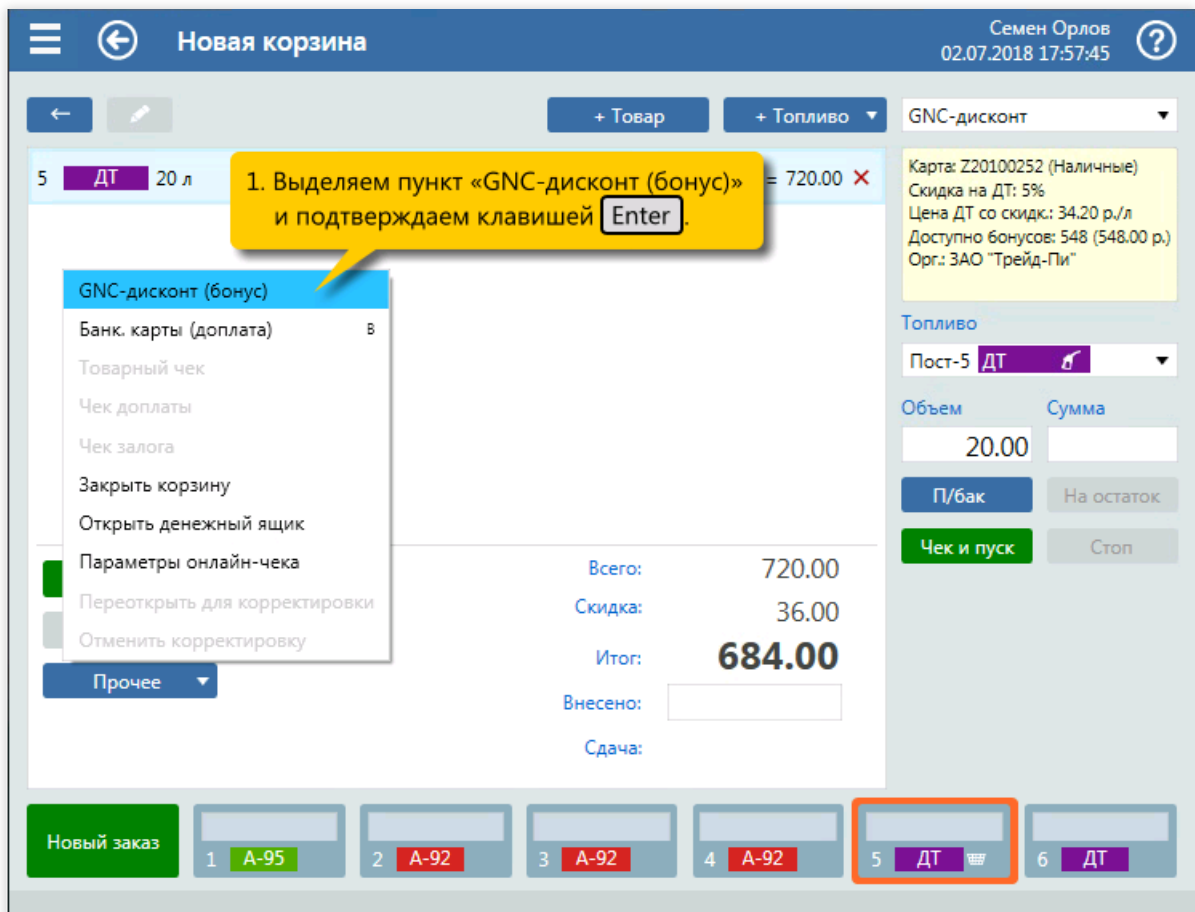 Новая корзина
Семен Орлов
02.07.2018 17:57:45
?
+ Товар
+ Топливо
GNC-дисконт
5 ДТ 20 л
= 720.00
1. Выделяем пункт «GNC-дисконт (бонус)»
и подтверждаем клавишей Enter.
Карта: Z20100252 (Наличные)
Скидка на ДТ: 5%
Цена ДТ со скидк.: 34.20 р./л
Доступно бонусов: 548 (548.00 р.)
Орг.: ЗАО "Трейд-Пи"
GNC-дисконт (бонус)
Банк. карты (доплата) B
Товарный чек
Чек доплаты
Чек залога
Закрыть корзину
Открыть денежный ящик
Параметры онлайн-чека
Переоткрыть для корректировки
Отменить корректировку
Прочее
Топливо
Пост-5 ДТ
Объем Сумма
20.00
П/бак На остаток
Чек и пуск Стоп
Всего: 720.00
Скидка: 36.00
Итог: 684.00
Внесено:
Сдача:
Новый заказ
1 А-95
2 А-92
3 А-92
4 А-92
5 ДТ
6 ДТ